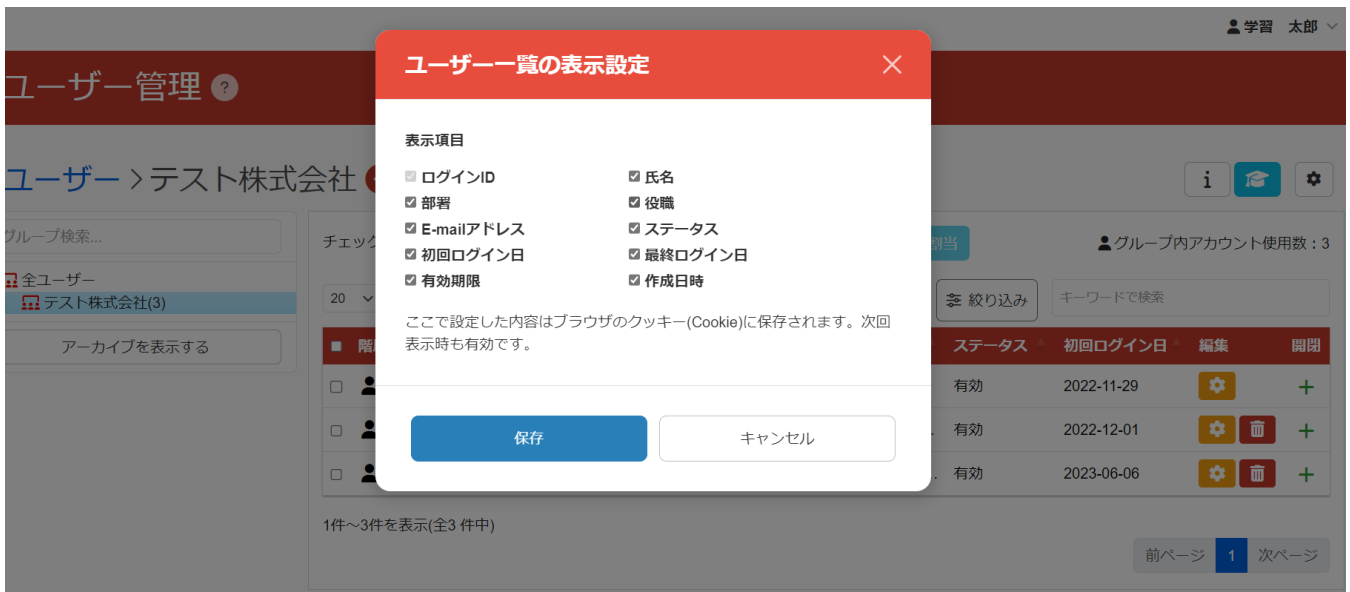 学習 太郎
ユーザー管理 ?
ユーザー > テスト株式会社
グループ検索...
全ユーザー
テスト株式会社(3)
アーカイブを表示する
ユーザー一覧の表示設定
表示項目
ログインID 氏名
部署 役職
E-mailアドレス ステータス
初回ログイン日 最終ログイン日
有効期限 作成日時
ここで設定した内容はブラウザのクッキー(Cookie)に保存されます。次回
表示時も有効です。
保存 キャンセル
チェック 割当 グループ内アカウント使用数:3
20 絞り込み キーワードで検索
ステータス 初回ログイン日 編集 開閉
有効 2022-11-29
有効 2022-12-01
有効 2023-06-06
1件~3件を表示(全3 件中)
前ページ 1 次ページ